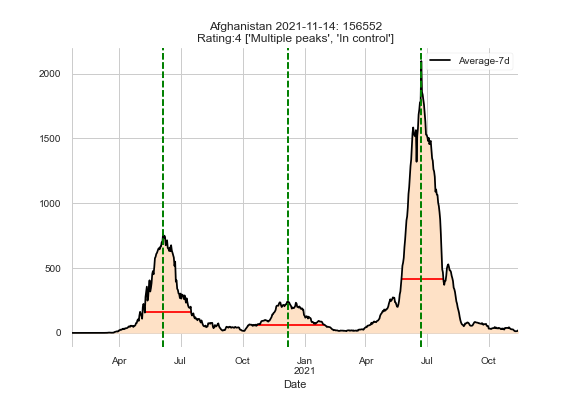 Afghanistan 2021-11-14: 156552
Rating:4 ['Multiple peaks', 'In control']
Average-7d
2000
1500
1000
500
0
Apr Jul Oct Jan Apr Jul Oct
2021
Date